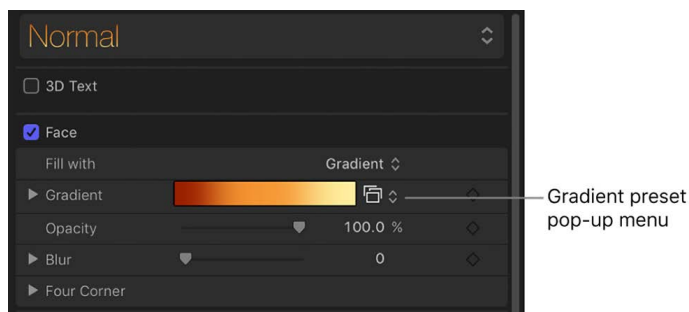 Normal
3D Text
Face
Fill with Gradient
Gradient
Gradient preset
pop-up menu
Opacity 100.0 %
Blur 0
Four Corner